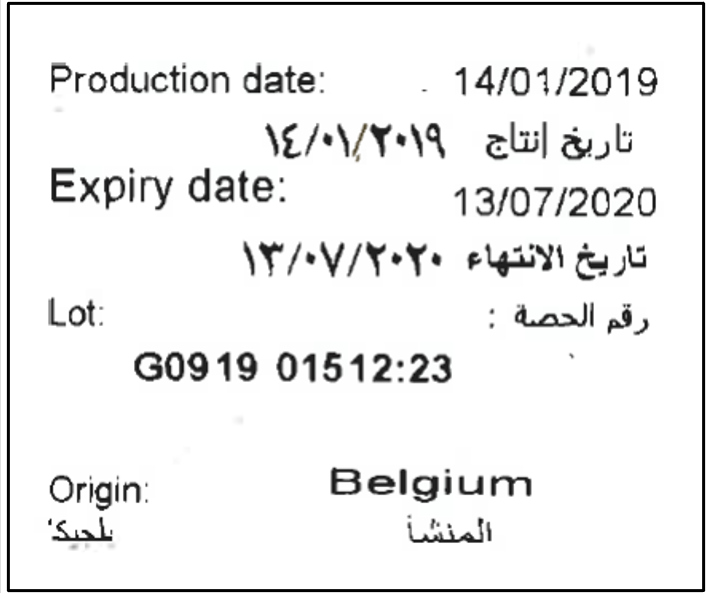 Production date: 14/01/2019
تاريخ إنتاج ١٤/٠١/٢٠١٩
Expiry date: 13/07/2020
تاريخ الانتهاء ١٣/٠٧/٢٠٢٠
Lot: رقم الحصة :
G0919 01512:23
Origin: Belgium
بلجيكا المنشأ